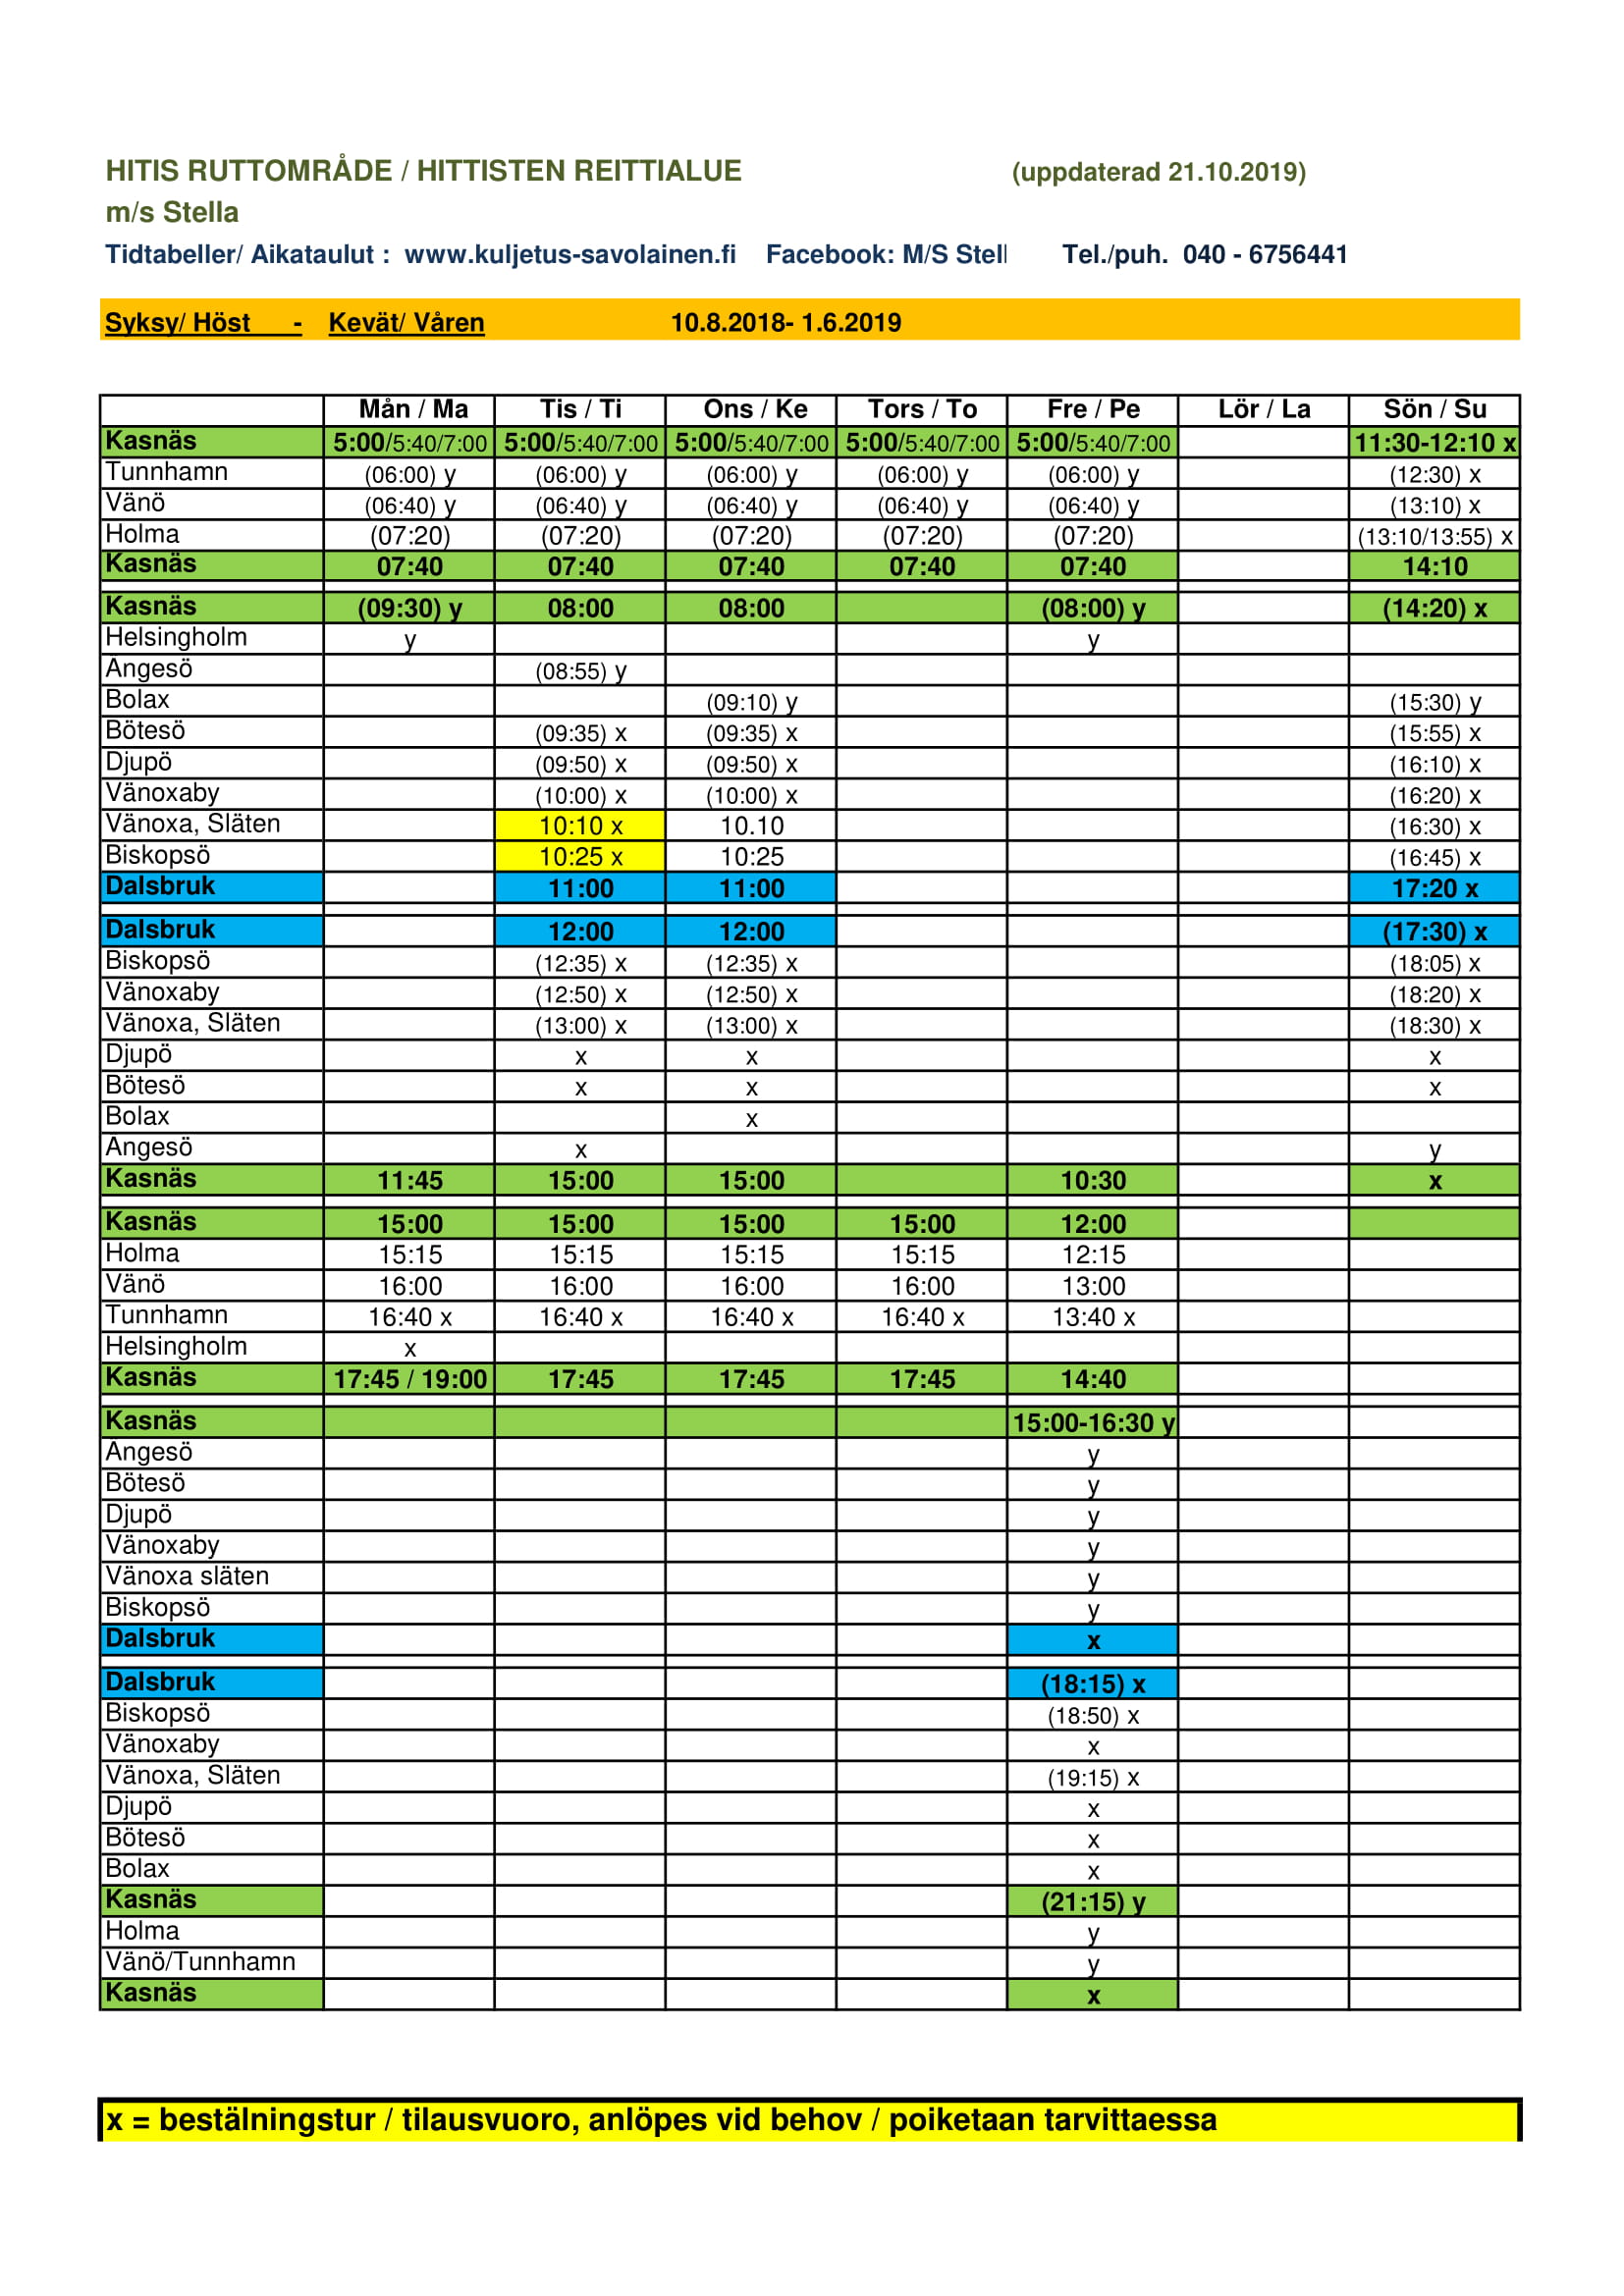 HITIS RUTTOMRÅDE / HITTISTEN REITTIALUE (uppdaterad 21.10.2019)
m/s Stella
Tidtabeller/ Aikataulut : www.kuljetus-savolainen.fi Facebook: M/S Stell Tel./puh. 040 - 6756441
Syksy/ Höst - Kevät/ Våren 10.8.2018- 1.6.2019
Mån / Ma Tis / Ti Ons / Ke Tors / To Fre / Pe Lör / La Sön / Su
Kasnäs 5:00/5:40/7:00 5:00/5:40/7:00 5:00/5:40/7:00 5:00/5:40/7:00 5:00/5:40/7:00 11:30-12:10 x
Tunnhamn (06:00) y (06:00) y (06:00) y (06:00) y (06:00) y (12:30) x
Vänö (06:40) y (06:40) y (06:40) y (06:40) y (06:40) y (13:10) x
Holma (07:20) (07:20) (07:20) (07:20) (07:20) (13:10/13:55) x
Kasnäs 07:40 07:40 07:40 07:40 07:40 14:10
Kasnäs (09:30) y 08:00 08:00 (08:00) y (14:20) x
Helsingholm y y
Ängesö (08:55) y
Bolax (09:10) y (15:30) y
Bötesö (09:35) x (09:35) x (15:55) x
Djupö (09:50) x (09:50) x (16:10) x
Vänoxaby (10:00) x (10:00) x (16:20) x
Vänoxa, Släten 10:10 x 10.10 (16:30) x
Biskopsö 10:25 x 10:25 (16:45) x
Dalsbruk 11:00 11:00 17:20 x
Dalsbruk 12:00 12:00 (17:30) x
Biskopsö (12:35) x (12:35) x (18:05) x
Vänoxaby (12:50) x (12:50) x (18:20) x
Vänoxa, Släten (13:00) x (13:00) x (18:30) x
Djupö x x x
Bötesö x x x
Bolax x
Ängesö x y
Kasnäs 11:45 15:00 15:00 10:30 x
Kasnäs 15:00 15:00 15:00 15:00 12:00
Holma 15:15 15:15 15:15 15:15 12:15
Vänö 16:00 16:00 16:00 16:00 13:00
Tunnhamn 16:40 x 16:40 x 16:40 x 16:40 x 13:40 x
Helsingholm x
Kasnäs 17:45 / 19:00 17:45 17:45 17:45 14:40
Kasnäs 15:00-16:30 y
Ängesö y
Bötesö y
Djupö y
Vänoxaby y
Vänoxa släten y
Biskopsö y
Dalsbruk x
Dalsbruk (18:15) x
Biskopsö (18:50) x
Vänoxaby x
Vänoxa, Släten (19:15) x
Djupö x
Bötesö x
Bolax x
Kasnäs (21:15) y
Holma y
Vänö/Tunnhamn y
Kasnäs x
x = bestälningstur / tilausvuoro, anlöpes vid behov / poiketaan tarvittaessa